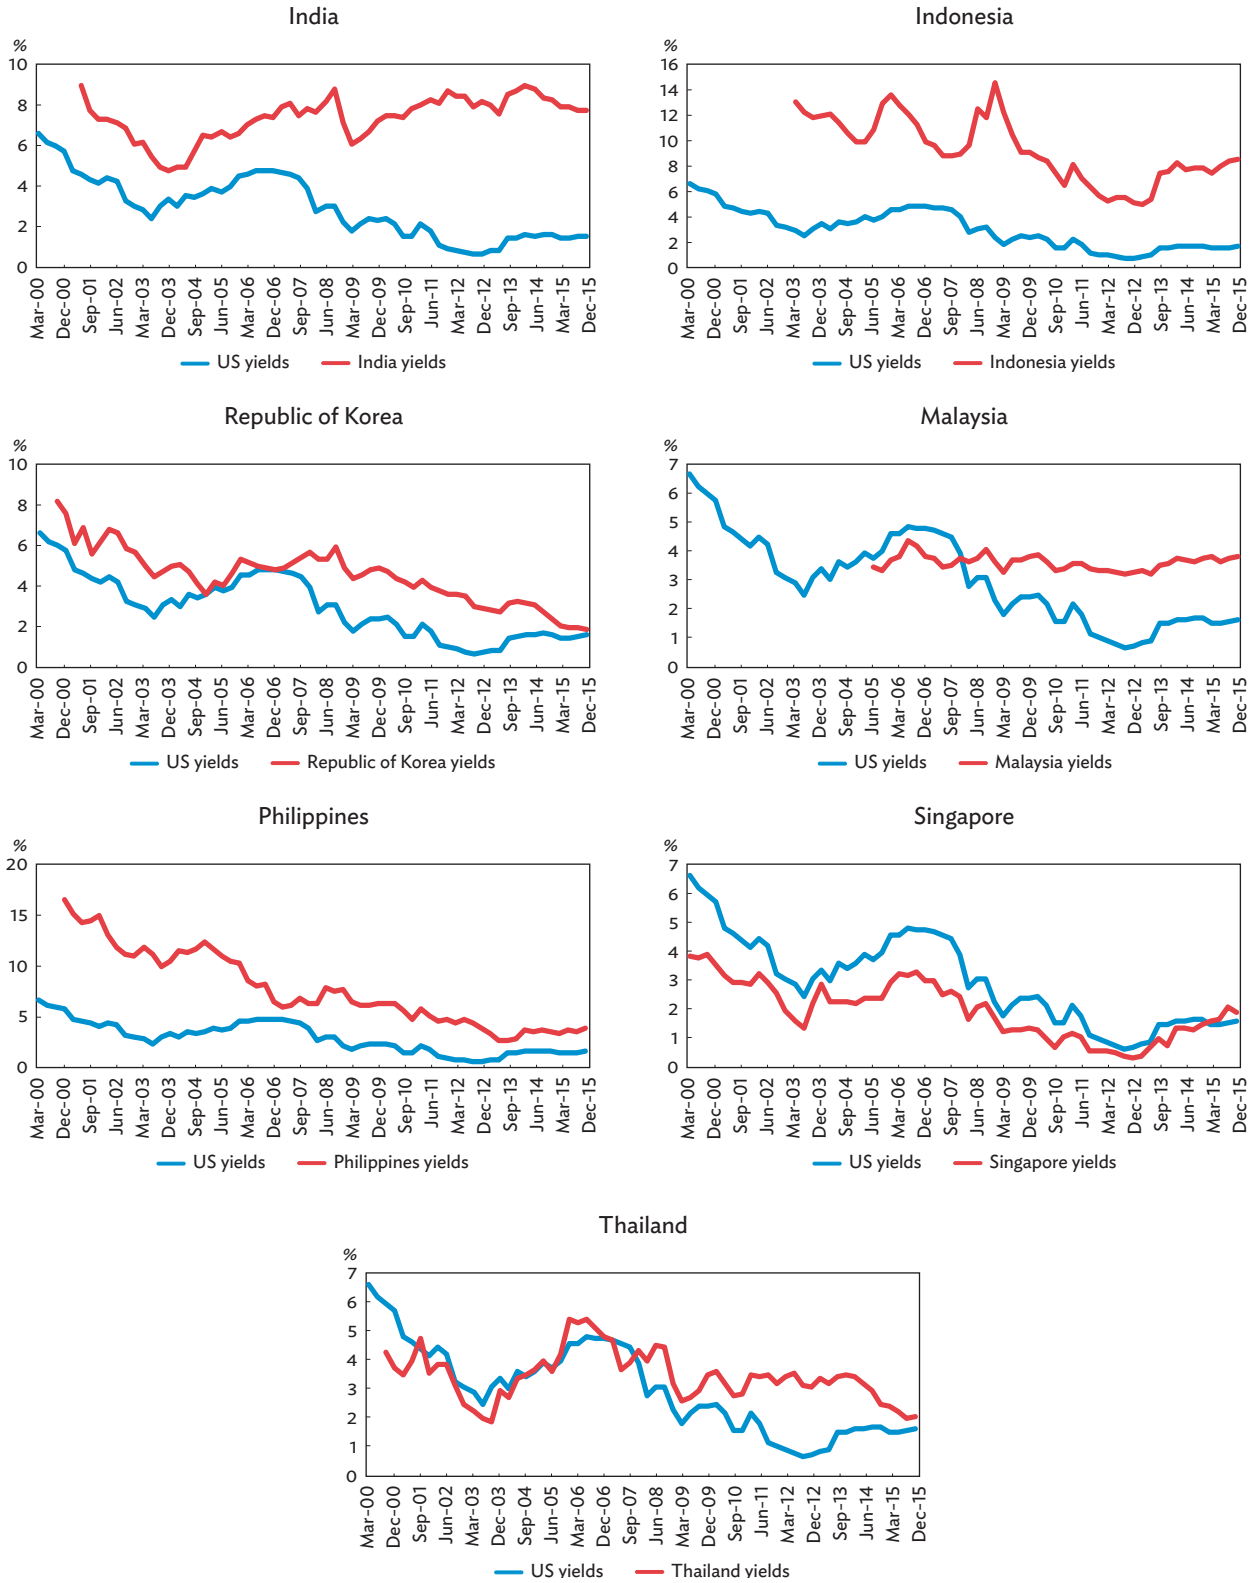 India
%
10
8
6
4
2
0
Mar–00
Dec–00
Sep–01
Jun–02
Mar–03
Dec–03
Sep–04
Jun–05
Mar–06
Dec–06
Sep–07
Jun–08
Mar–09
Dec–09
Sep–10
Jun–11
Mar–12
Dec–12
Sep–13
Jun–14
Mar–15
Dec–15
US yields India yields
Indonesia
%
16
14
12
10
8
6
4
2
0
Mar–00
Dec–00
Sep–01
Jun–02
Mar–03
Dec–03
Sep–04
Jun–05
Mar–06
Dec–06
Sep–07
Jun–08
Mar–09
Dec–09
Sep–10
Jun–11
Mar–12
Dec–12
Sep–13
Jun–14
Mar–15
Dec–15
US yields Indonesia yields
Republic of Korea
%
10
8
6
4
2
0
Mar–00
Dec–00
Sep–01
Jun–02
Mar–03
Dec–03
Sep–04
Jun–05
Mar–06
Dec–06
Sep–07
Jun–08
Mar–09
Dec–09
Sep–10
Jun–11
Mar–12
Dec–12
Sep–13
Jun–14
Mar–15
Dec–15
US yields Republic of Korea yields
Malaysia
%
7
6
5
4
3
2
1
0
Mar–00
Dec–00
Sep–01
Jun–02
Mar–03
Dec–03
Sep–04
Jun–05
Mar–06
Dec–06
Sep–07
Jun–08
Mar–09
Dec–09
Sep–10
Jun–11
Mar–12
Dec–12
Sep–13
Jun–14
Mar–15
Dec–15
US yields Malaysia yields
Philippines
%
20
15
10
5
0
Mar–00
Dec–00
Sep–01
Jun–02
Mar–03
Dec–03
Sep–04
Jun–05
Mar–06
Dec–06
Sep–07
Jun–08
Mar–09
Dec–09
Sep–10
Jun–11
Mar–12
Dec–12
Sep–13
Jun–14
Mar–15
Dec–15
US yields Philippines yields
Singapore
%
7
6
5
4
3
2
1
0
Mar–00
Dec–00
Sep–01
Jun–02
Mar–03
Dec–03
Sep–04
Jun–05
Mar–06
Dec–06
Sep–07
Jun–08
Mar–09
Dec–09
Sep–10
Jun–11
Mar–12
Dec–12
Sep–13
Jun–14
Mar–15
Dec–15
US yields Singapore yields
Thailand
%
7
6
5
4
3
2
1
0
Mar–00
Dec–00
Sep–01
Jun–02
Mar–03
Dec–03
Sep–04
Jun–05
Mar–06
Dec–06
Sep–07
Jun–08
Mar–09
Dec–09
Sep–10
Jun–11
Mar–12
Dec–12
Sep–13
Jun–14
Mar–15
Dec–15
US yields Thailand yields